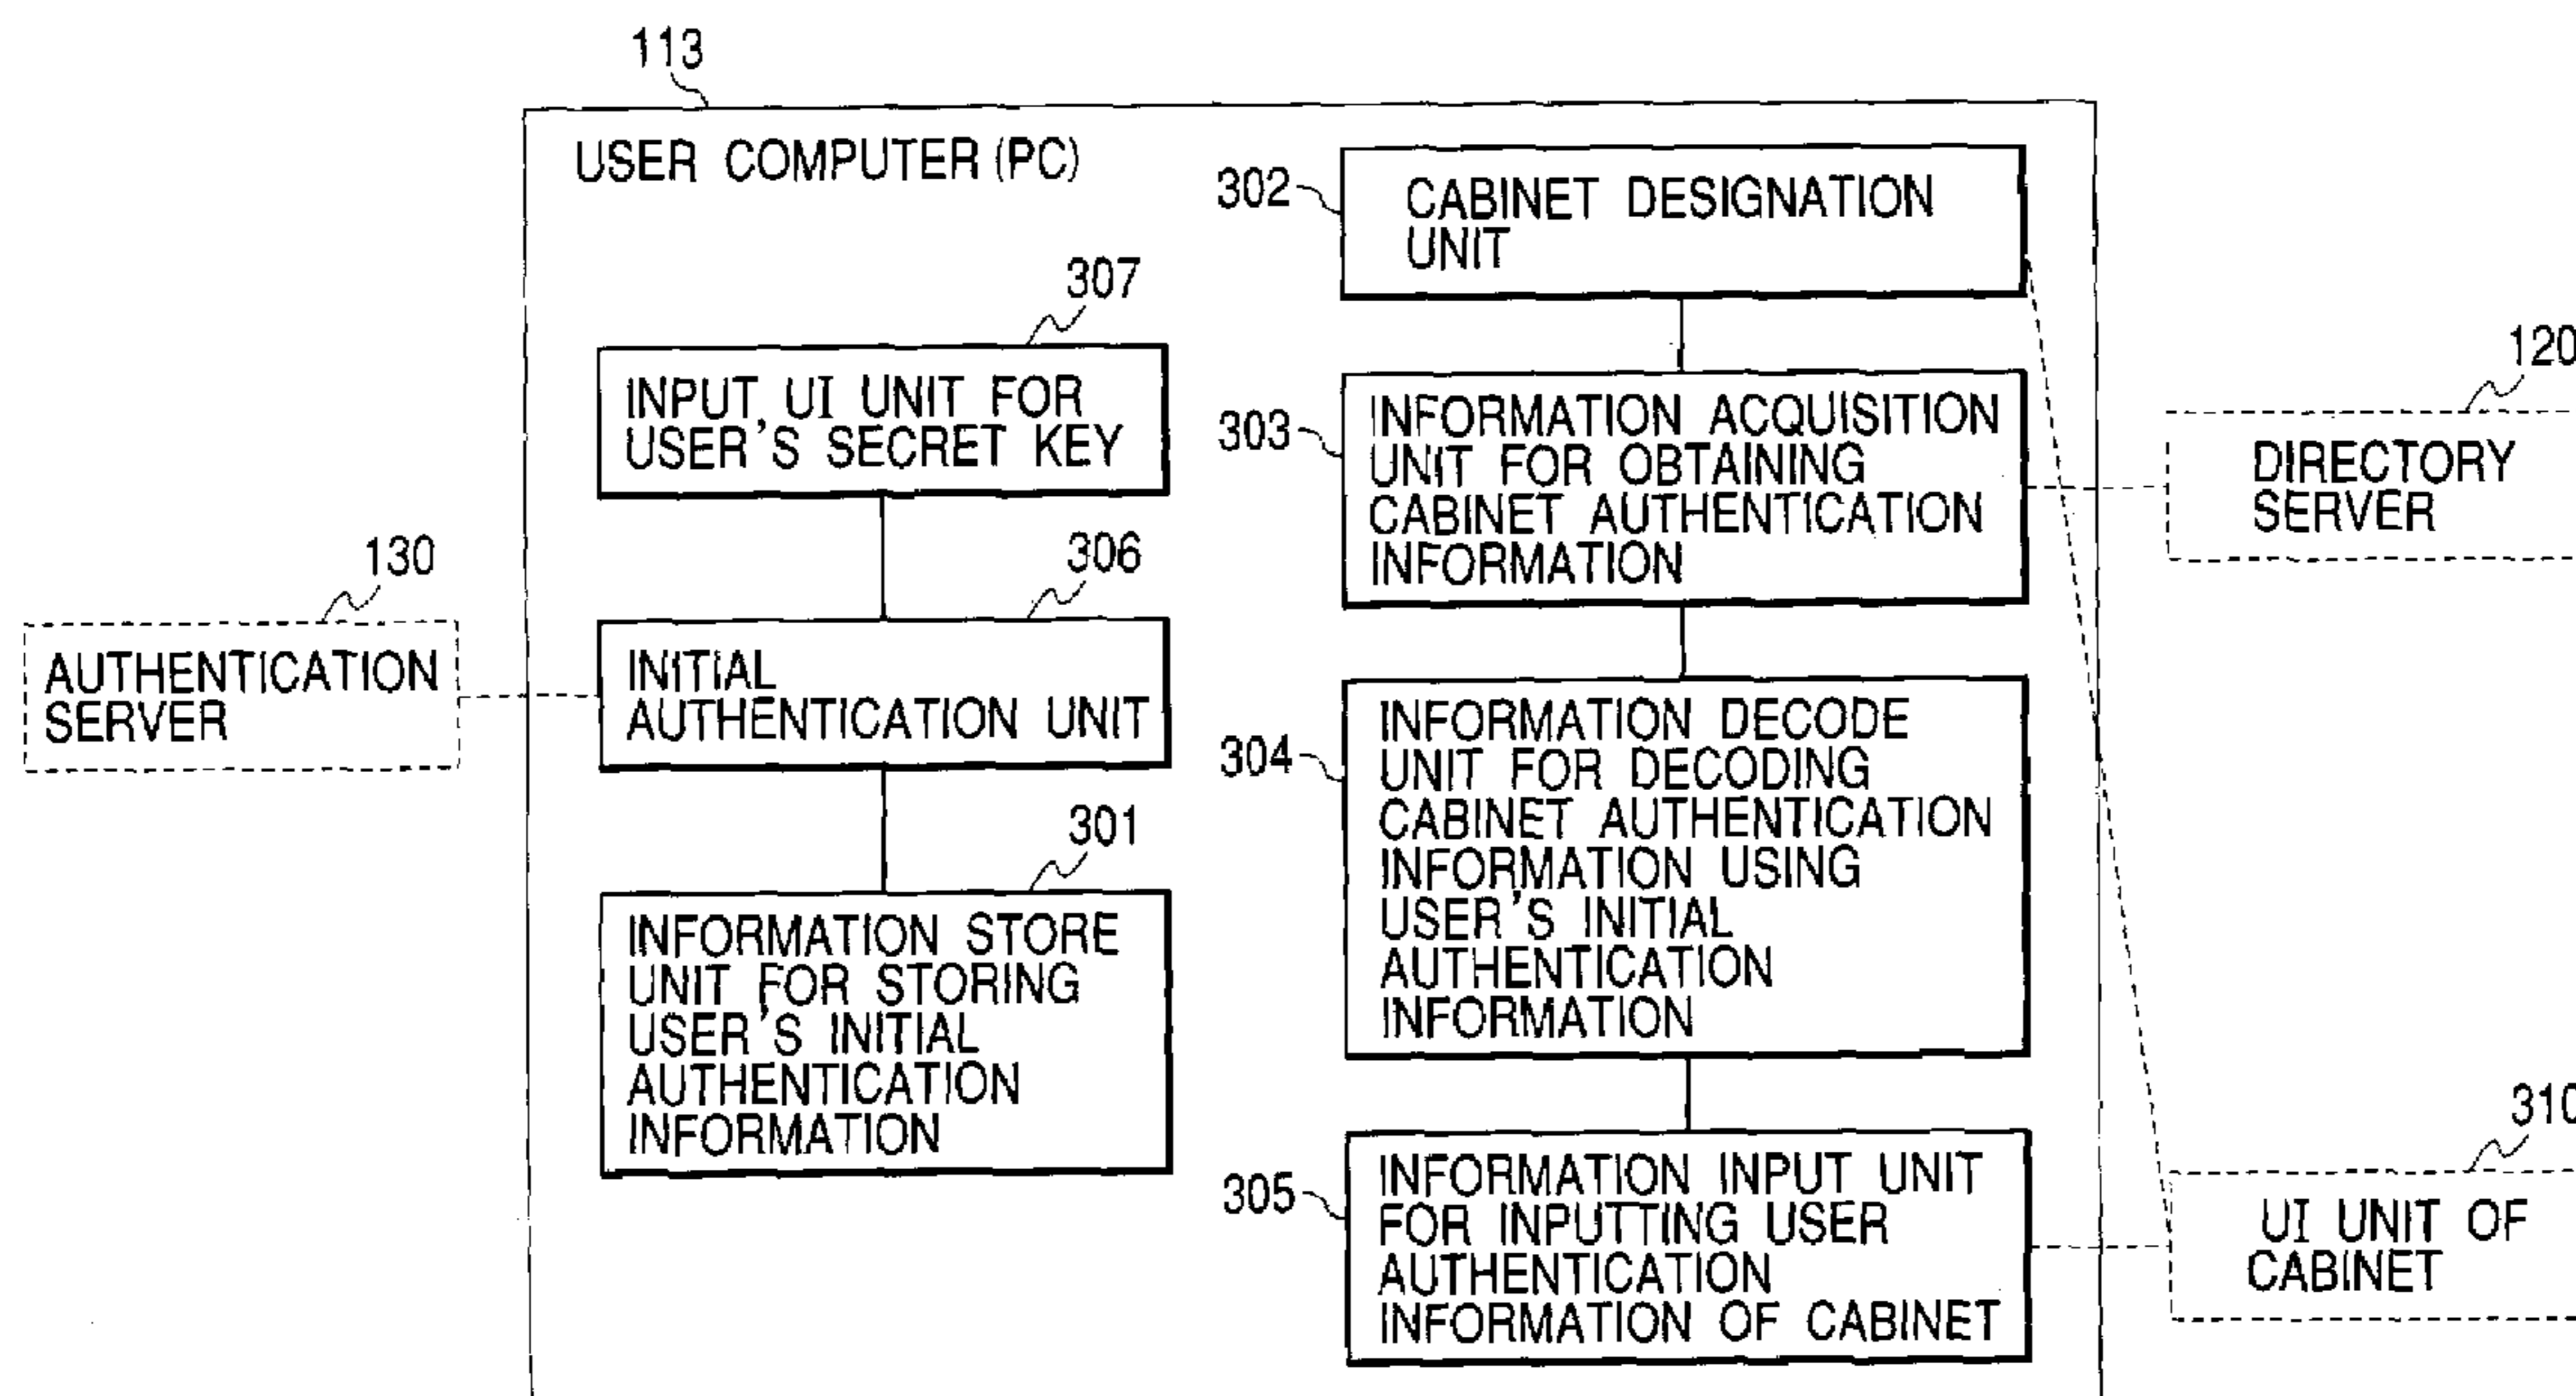 113
USER COMPUTER (PC)
302
CABINET DESIGNATION
UNIT
307
INPUT UI UNIT FOR
USER'S SECRET KEY
303
INFORMATION ACQUISITION
UNIT FOR OBTAINING
CABINET AUTHENTICATION
INFORMATION
120
DIRECTORY
SERVER
130
AUTHENTICATION
SERVER
306
INITIAL
AUTHENTICATION UNIT
304
INFORMATION DECODE
UNIT FOR DECODING
CABINET AUTHENTICATION
INFORMATION USING
USER'S INITIAL
AUTHENTICATION
INFORMATION
301
INFORMATION STORE
UNIT FOR STORING
USER'S INITIAL
AUTHENTICATION
INFORMATION
305
INFORMATION INPUT UNIT
FOR INPUTTING USER
AUTHENTICATION
INFORMATION OF CABINET
310
UI UNIT OF
CABINET